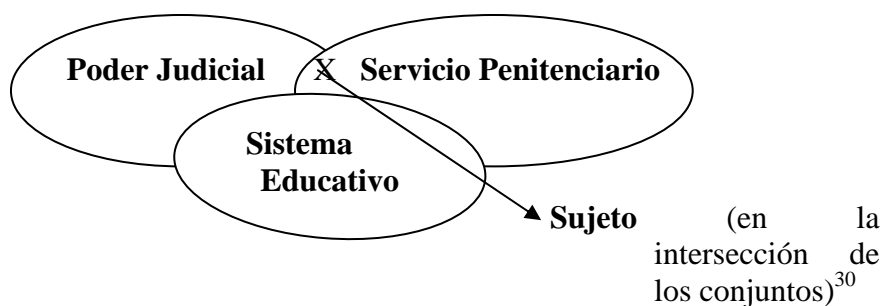 Poder Judicial X Servicio Penitenciario
Sistema
Educativo
Sujeto (en la
intersección de
los conjuntos)30